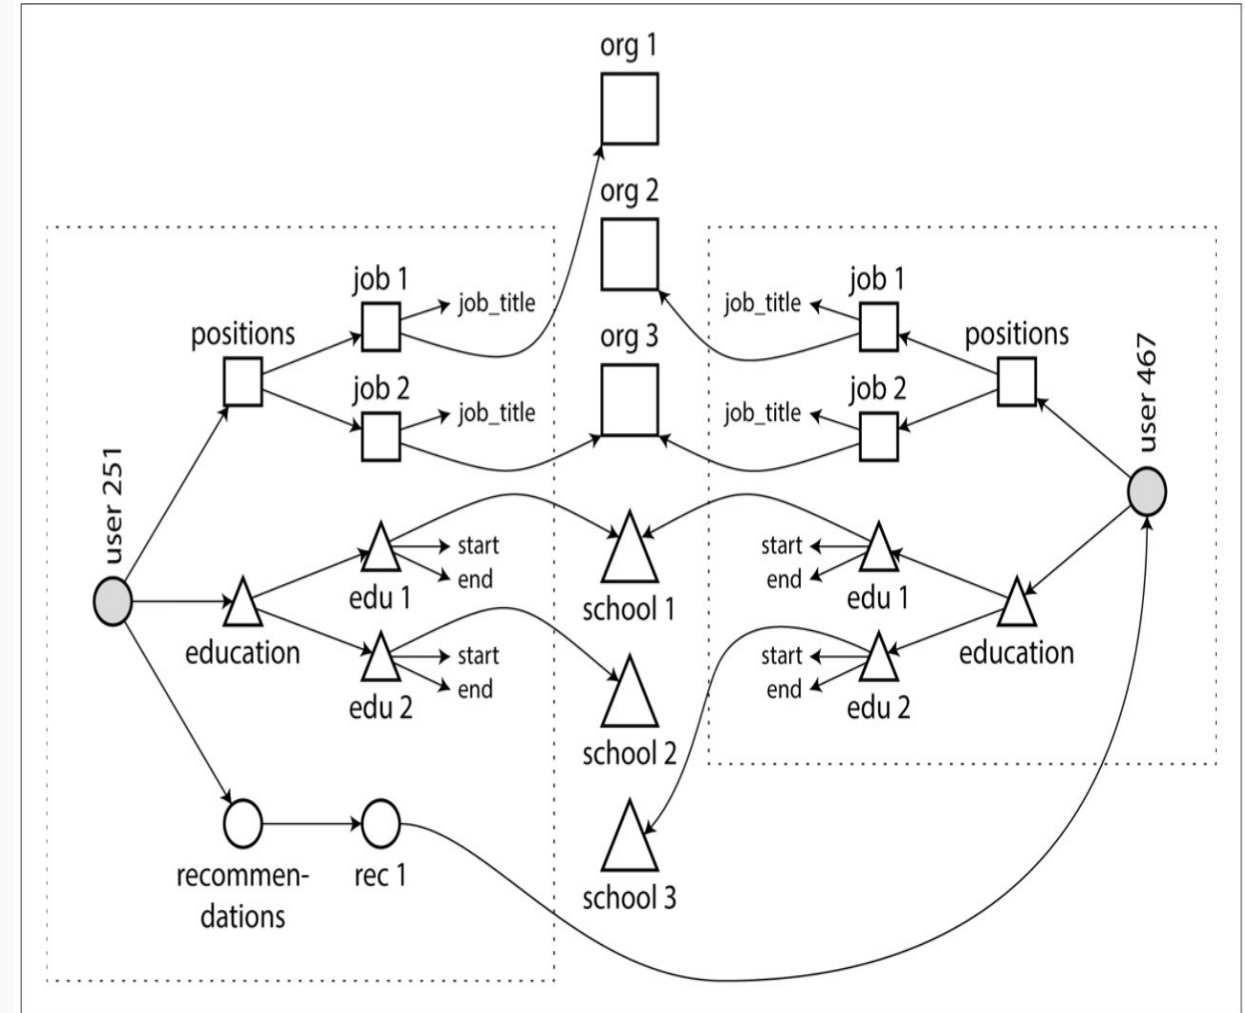 org 1
org 2
org 3
job 1
job_title
positions
job 2
job_title
user 251
edu 1
start
end
education
edu 2
start
end
recommen-
dations
rec 1
school 1
school 2
school 3
job 1
job_title
positions
job 2
job_title
user 467
edu 1
start
end
education
edu 2
start
end